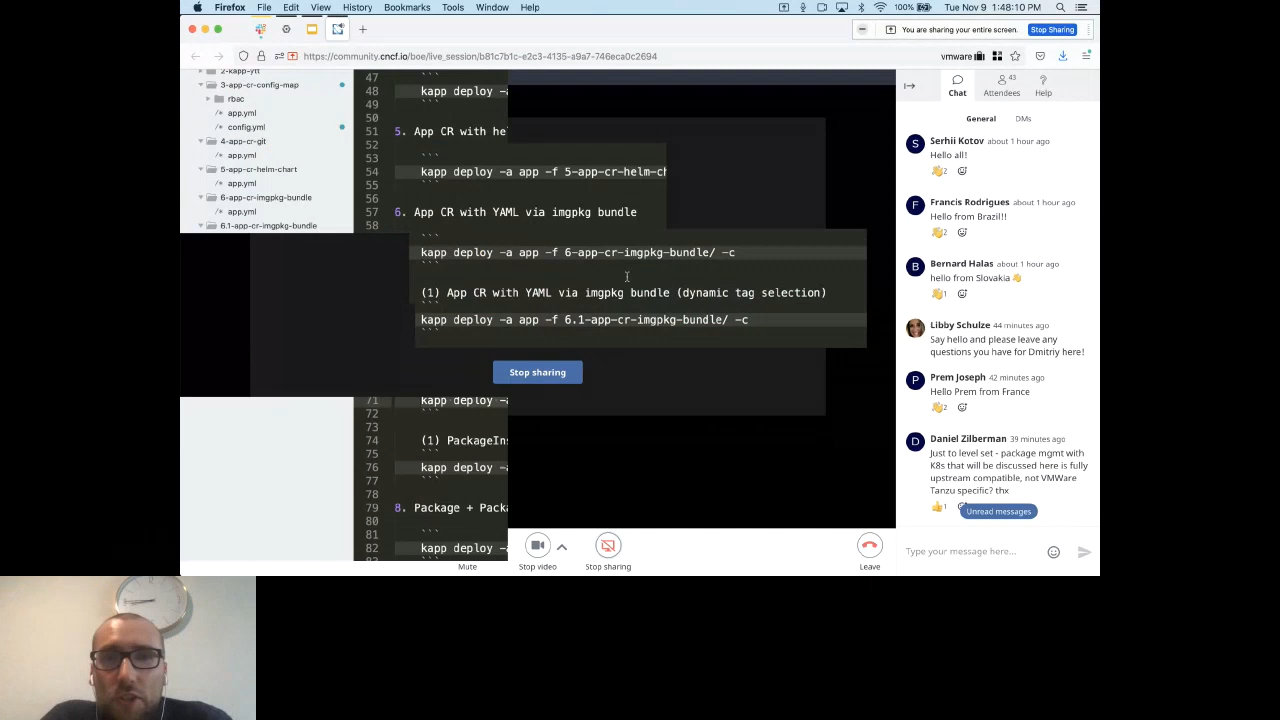 Firefox File Edit View History Bookmarks Tools Window Help
100% Tue Nov 9 1:48:10 PM
You are sharing your entire screen. Stop Sharing
https://community.cncf.io/boe/live_session/b81c7b1c-e2c3-4135-a9a7-746eca0c2694
vmware
2-kapp-ytt
3-app-cr-config-map
rbac
app.yml
config.yml
4-app-cr-git
app.yml
5-app-cr-helm-chart
app.yml
6-app-cr-imgpkg-bundle
app.yml
6.1-app-cr-imgpkg-bundle
47 ```
48 kapp deploy -a
49 ```
50
51 5. App CR with hel
52
53 ```
54 kapp deploy -a app -f 5-app-cr-helm-ch
55 ```
56
57 6. App CR with YAML via imgpkg bundle
58
```
kapp deploy -a app -f 6-app-cr-imgpkg-bundle/ -c
```
(1) App CR with YAML via imgpkg bundle (dynamic tag selection)
```
kapp deploy -a app -f 6.1-app-cr-imgpkg-bundle/ -c
```
Stop sharing
71 kapp deploy -a
72 ```
73
74 (1) PackageIns
75 ```
76 kapp deploy -a
77 ```
78
79 8. Package + Packa
80
81 ```
82 kapp deploy -a
Mute
Stop video
Stop sharing
Leave
Chat
43
Attendees
Help
General DMs
S
Serhii Kotov about 1 hour ago
Hello all!
2
F
Francis Rodrigues about 1 hour ago
Hello from Brazil!!
2
B
Bernard Halas about 1 hour ago
hello from Slovakia 👋
1
Libby Schulze 44 minutes ago
Say hello and please leave any
questions you have for Dmitriy here!
P
Prem Joseph 42 minutes ago
Hello Prem from France
2
D
Daniel Zilberman 39 minutes ago
Just to level set - package mgmt with
K8s that will be discussed here is fully
upstream compatible, not VMWare
Tanzu specific? thx
1
Unread messages
Type your message here...